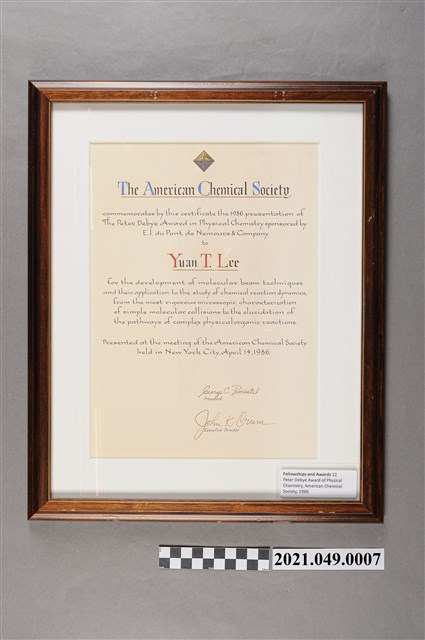 The American Chemical Society
commemorates by this certificate the 1986 presentation of
The Peter Debye Award in Physical Chemistry sponsored by
E. I. du Pont de Nemours & Company
to
Yuan T. Lee
for the development of molecular beam techniques
and their application to the study of chemical reaction dynamics,
from the most rigorous microscopic characterization
of simple molecular collisions to the elucidation of
the pathways of complex physical organic reactions.
Presented at the meeting of the American Chemical Society
held in New York City, April 14, 1986.
George C. Pimentel
President
John K Crum
Executive Director
Fellowships and Awards 12
Peter Debye Award of Physical
Chemistry, American Chemical
Society, 1986
2021.049.0007